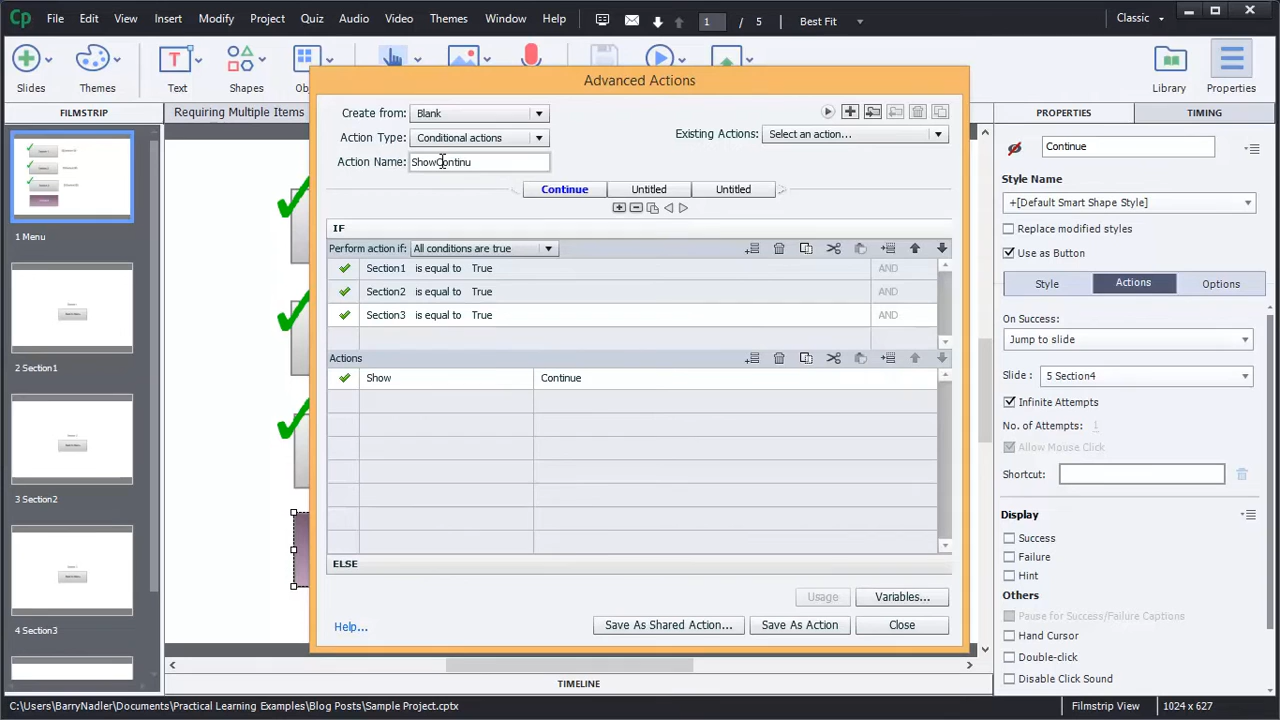 Cp File Edit View Insert Modify Project Quiz Audio Video Themes Window Help 1 / 5 Best Fit Classic
Slides Themes Text Shapes Library Properties
FILMSTRIP Requiring Multiple Items PROPERTIES TIMING
Advanced Actions
Create from: Blank
Action Type: Conditional actions
Existing Actions: Select an action...
Action Name: ShowContinu
Continue Untitled Untitled
IF
Perform action if: All conditions are true
Section1 is equal to True AND
Section2 is equal to True AND
Section3 is equal to True AND
Actions
Show Continue
ELSE
Usage Variables...
Help... Save As Shared Action... Save As Action Close
1 Menu
2 Section1
3 Section2
4 Section3
Continue
Style Name
+[Default Smart Shape Style]
Replace modified styles
Use as Button
Style Actions Options
On Success:
Jump to slide
Slide : 5 Section4
Infinite Attempts
No. of Attempts: 1
Allow Mouse Click
Shortcut:
Display
Success
Failure
Hint
Others
Pause for Success/Failure Captions
Hand Cursor
Double-click
Disable Click Sound
TIMELINE
C:\Users\BarryNadler\Documents\Practical Learning Examples\Blog Posts\Sample Project.cptx Filmstrip View 1024 x 627